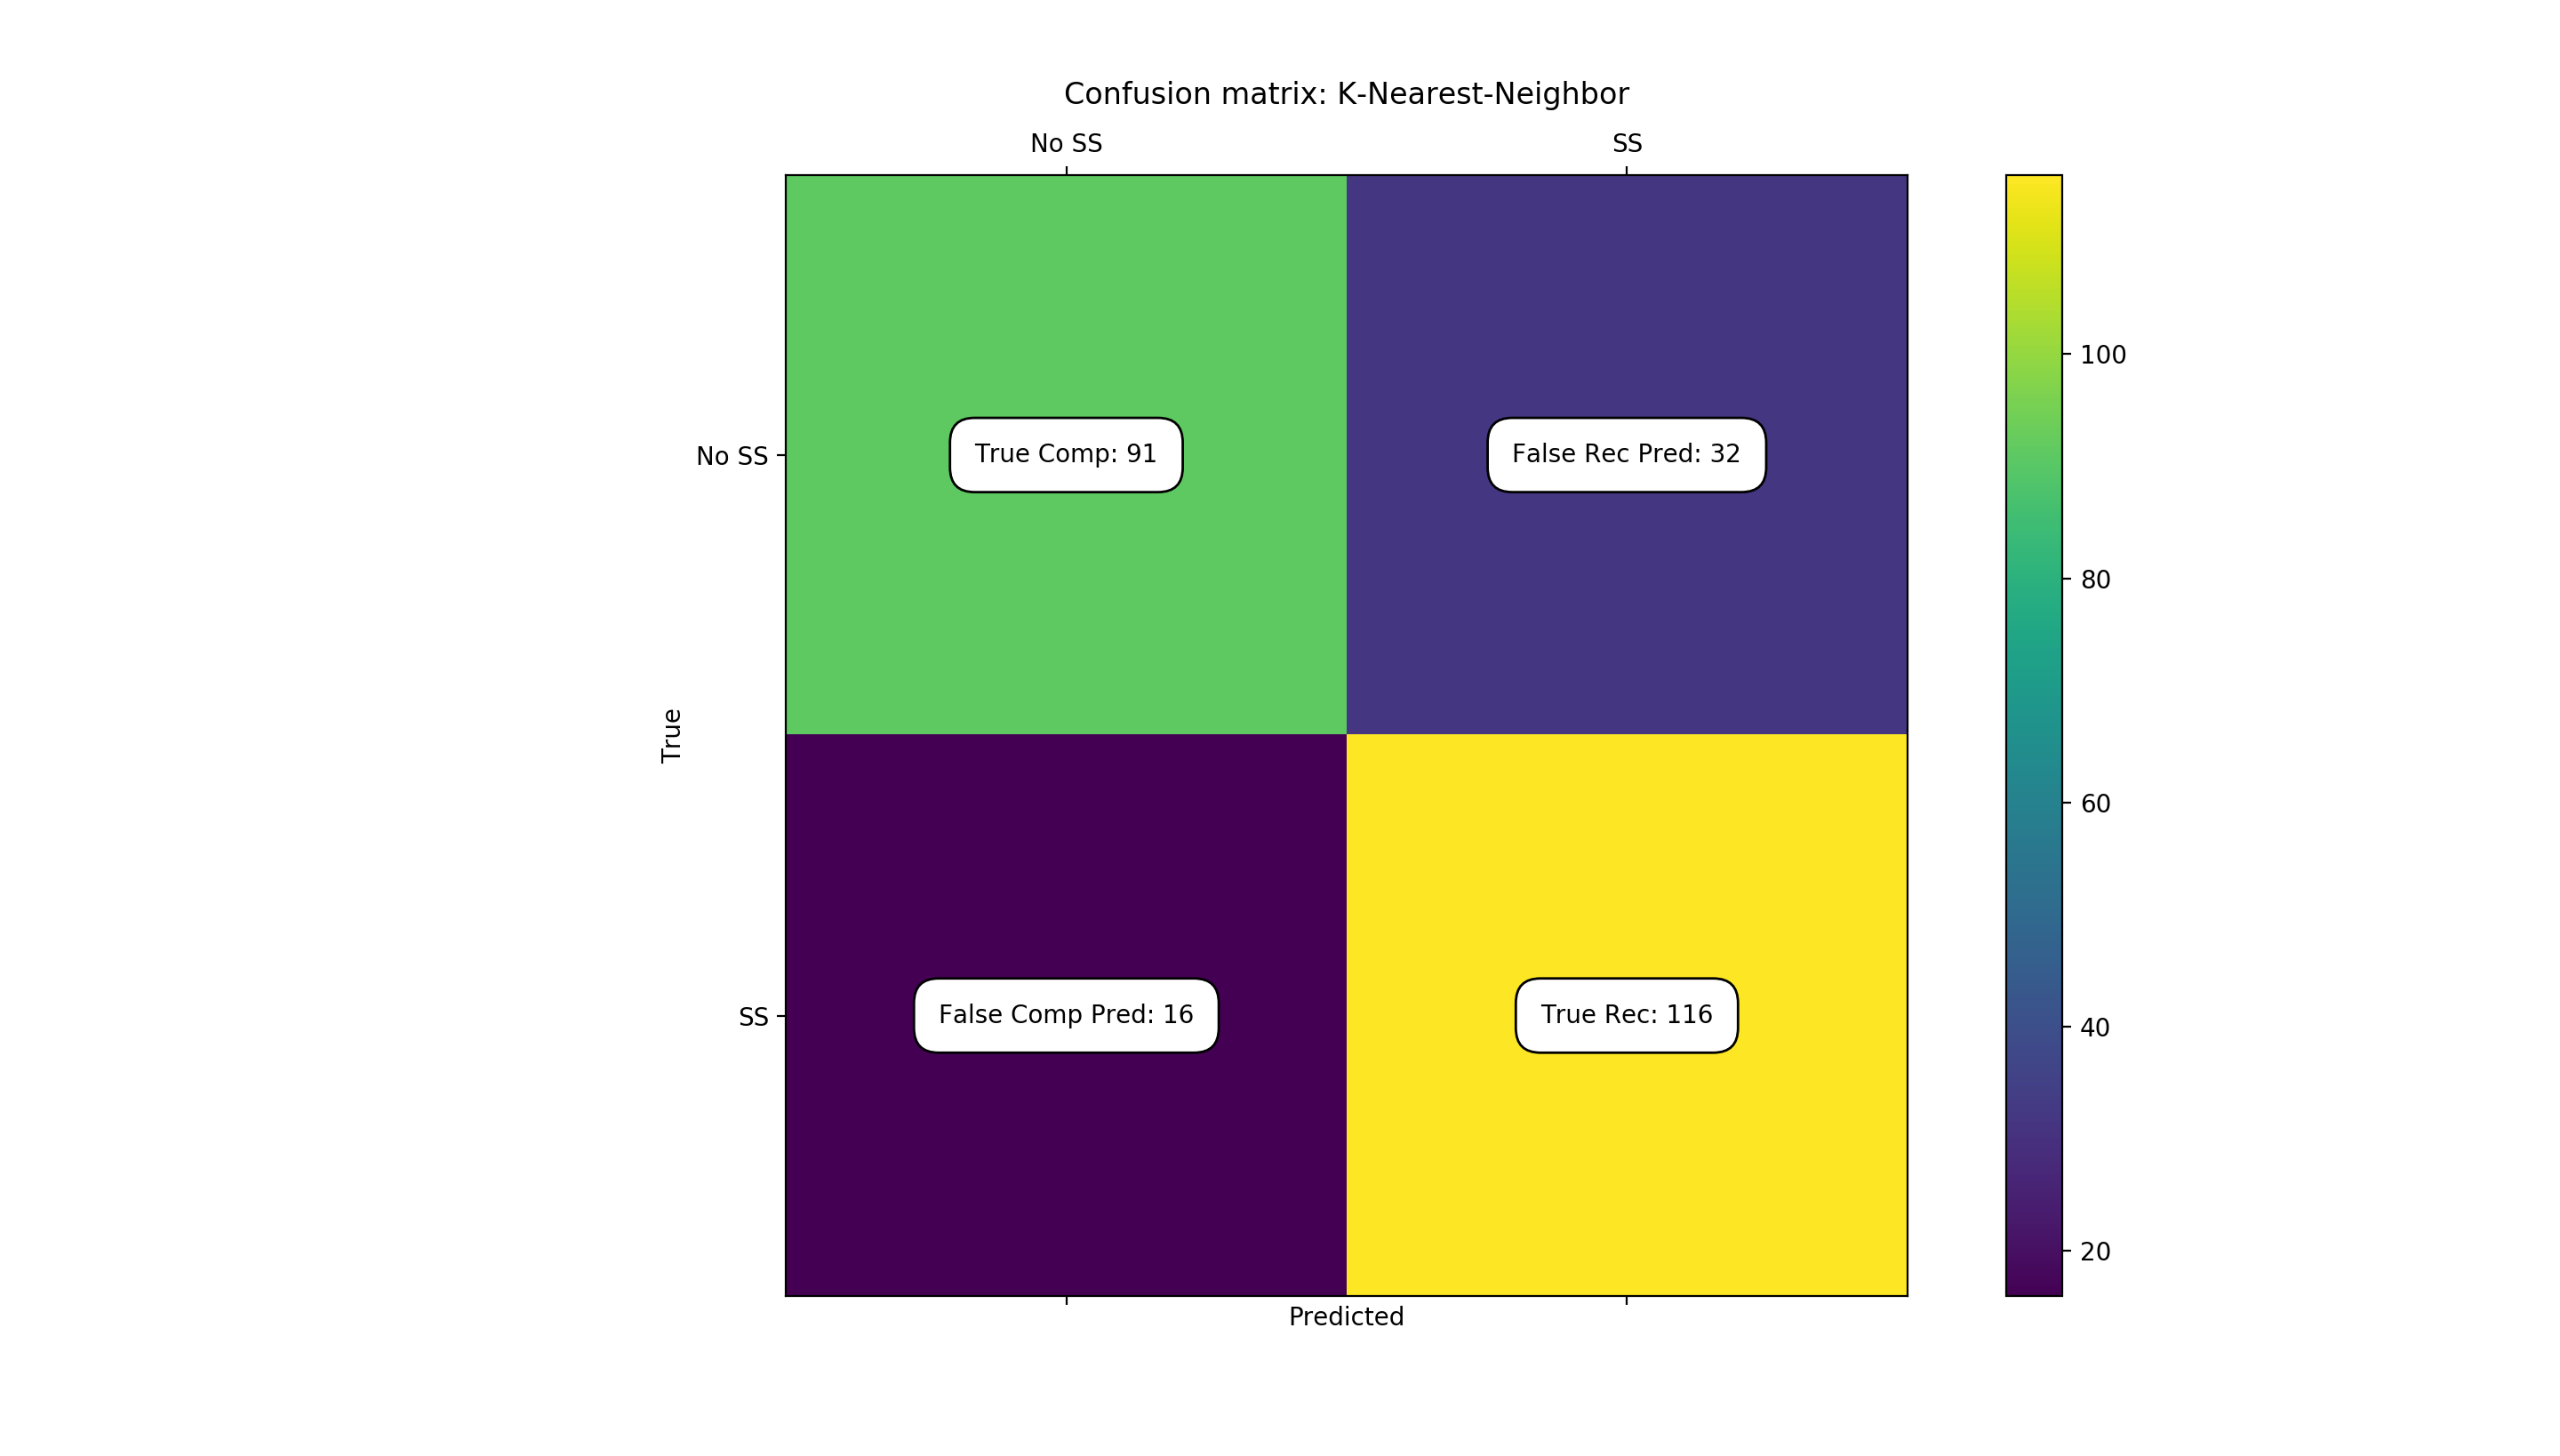 Confusion matrix: K-Nearest-Neighbor
No SS SS
No SS
True Comp: 91
False Rec Pred: 32
SS
False Comp Pred: 16
True Rec: 116
True
Predicted
100
80
60
40
20